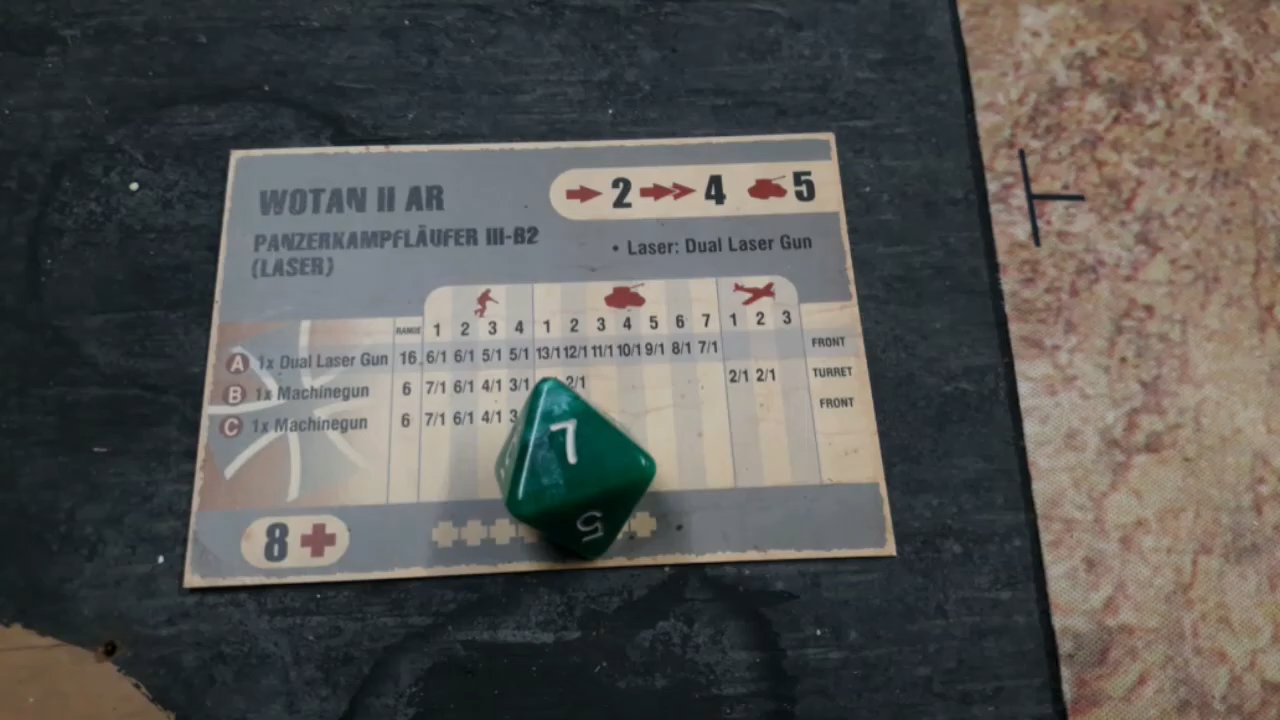 WOTAN II AR
2 4 5
PANZERKAMPFLÄUFER III-B2
(LASER)
• Laser: Dual Laser Gun
RANGE 1 2 3 4 1 2 3 4 5 6 7 1 2 3
A 1x Dual Laser Gun 16 6/1 6/1 5/1 5/1 13/1 12/1 11/1 10/1 9/1 8/1 7/1 FRONT
B 1x Machinegun 6 7/1 6/1 4/1 3/1 2/1 2/1 2/1 TURRET
C 1x Machinegun 6 7/1 6/1 4/1 3 FRONT
7
5
8